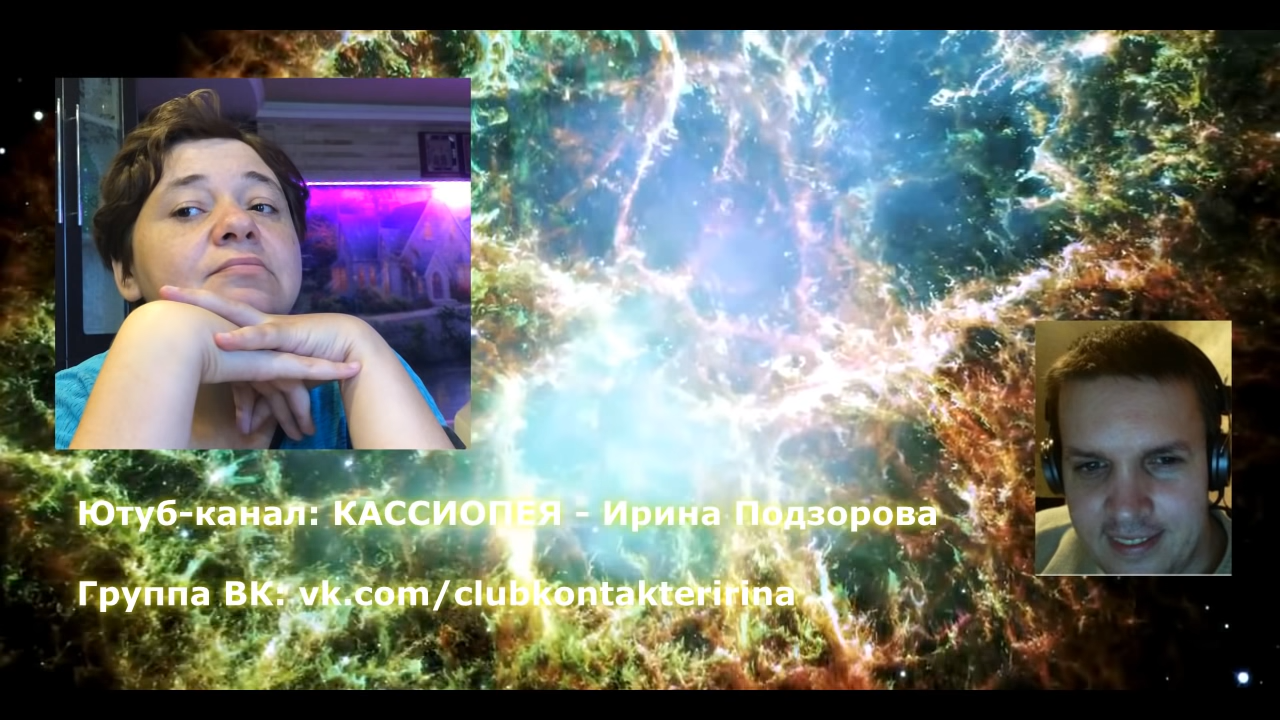 Ютуб-канал: КАССИОПЕЯ - Ирина Подзорова
Группа ВК: vk.com/clubkontakteririna